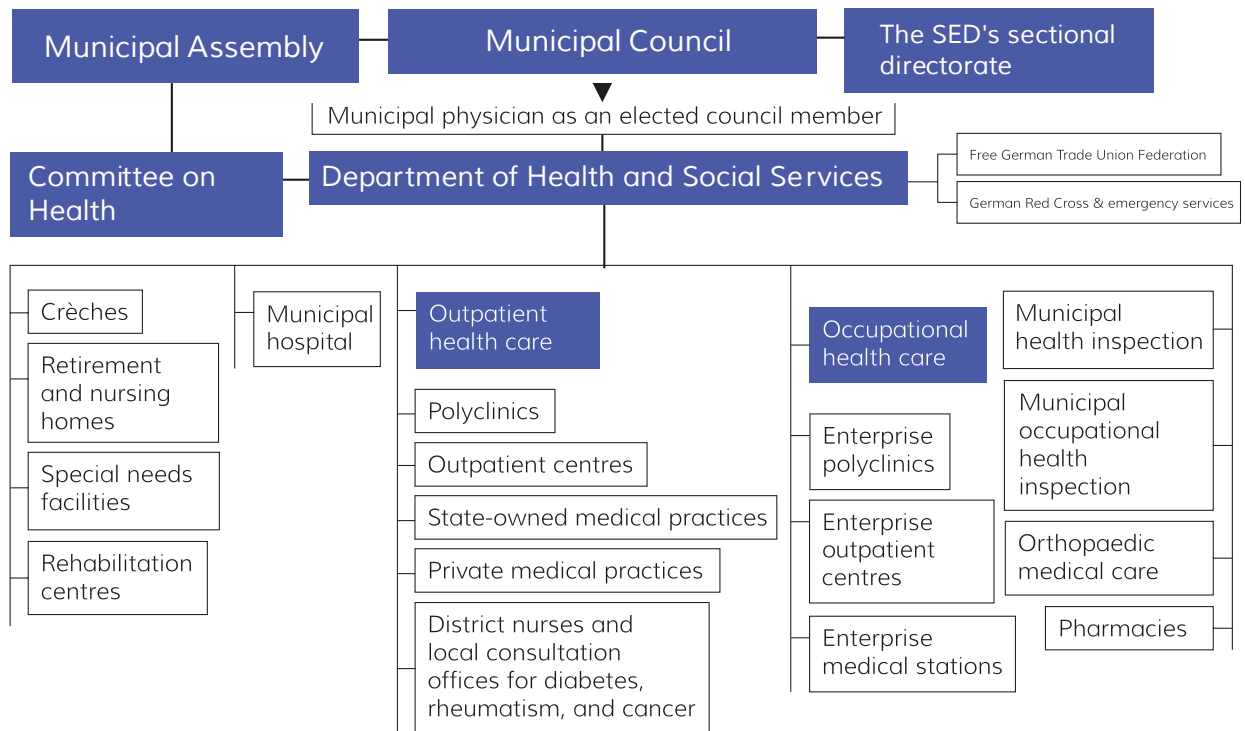 Municipal Assembly
Municipal Council
The SED's sectional
directorate
Municipal physician as an elected council member
Committee on
Health
Department of Health and Social Services
Free German Trade Union Federation
German Red Cross & emergency services
Crèches
Retirement
and nursing
homes
Special needs
facilities
Rehabilitation
centres
Municipal
hospital
Outpatient
health care
Polyclinics
Outpatient centres
State-owned medical practices
Private medical practices
District nurses and
local consultation
offices for diabetes,
rheumatism, and cancer
Occupational
health care
Enterprise
polyclinics
Enterprise
outpatient
centres
Enterprise
medical stations
Municipal
health inspection
Municipal
occupational
health
inspection
Orthopaedic
medical care
Pharmacies